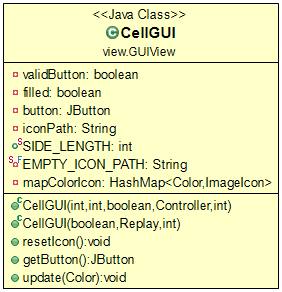 <<Java Class>>
CellGUI
view.GUIView
validButton: boolean
filled: boolean
button: JButton
iconPath: String
SIDE_LENGTH: int
EMPTY_ICON_PATH: String
mapColorIcon: HashMap<Color,ImageIcon>
CellGUI(int,int,boolean,Controller,int)
CellGUI(boolean,Replay,int)
resetIcon():void
getButton():JButton
update(Color):void